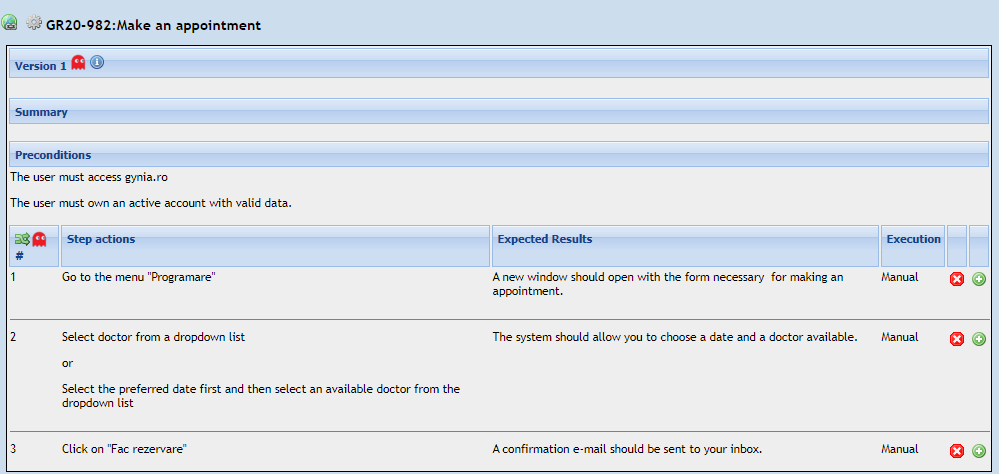 GR20-982:Make an appointment
Version 1
Summary
Preconditions
The user must access gynia.ro
The user must own an active account with valid data.
# Step actions Expected Results Execution
1 Go to the menu "Programare" A new window should open with the form necessary for making an Manual
appointment.
2 Select doctor from a dropdown list The system should allow you to choose a date and a doctor available. Manual
or
Select the preferred date first and then select an available doctor from the
dropdown list
3 Click on "Fac rezervare" A confirmation e-mail should be sent to your inbox. Manual